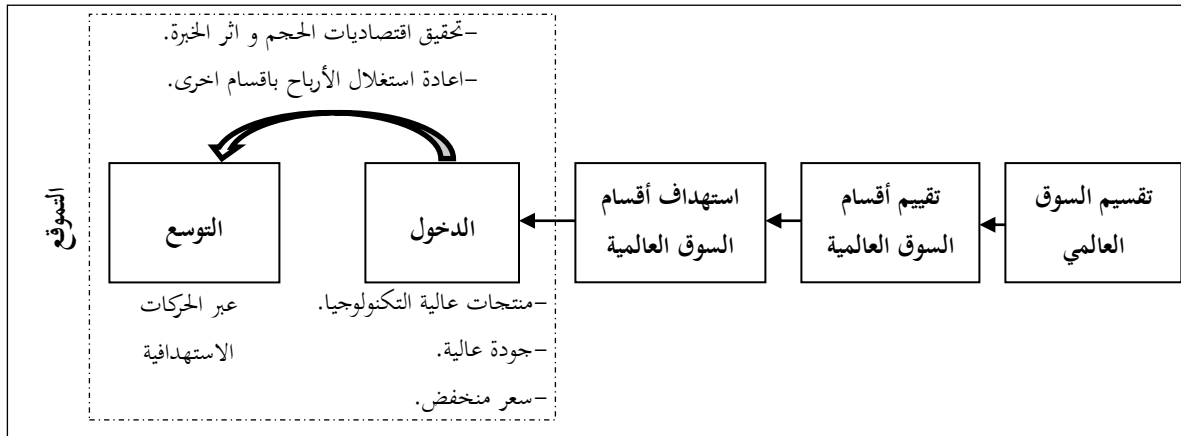 -تحقيق اقتصاديات الحجم و اثر الخبرة.
-اعادة استغلال الأرباح باقسام اخرى.
تقسيم السوق
العالمي
تقييم أقسام
السوق العالمية
استهداف أقسام
السوق العالمية
الدخول
التوسع
التموقع
-منتجات عالية التكنولوجيا.
-جودة عالية.
-سعر منخفض.
عبر الحركات
الاستهدافية